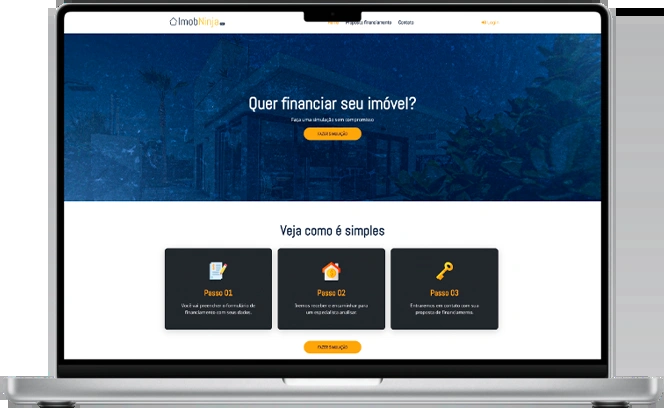 ImobNinja
Proposta Financiamento Contato
Login
Quer financiar seu imóvel?
Faça uma simulação sem compromisso
FAZER SIMULAÇÃO
Veja como é simples
Passo 01
Passo 02
Passo 03
Você vai preencher o formulário de
financiamento com seus dados.
Iremos receber e encaminhar para
um especialista analisar.
Entraremos em contato com sua
proposta de financiamento.
FAZER SIMULAÇÃO